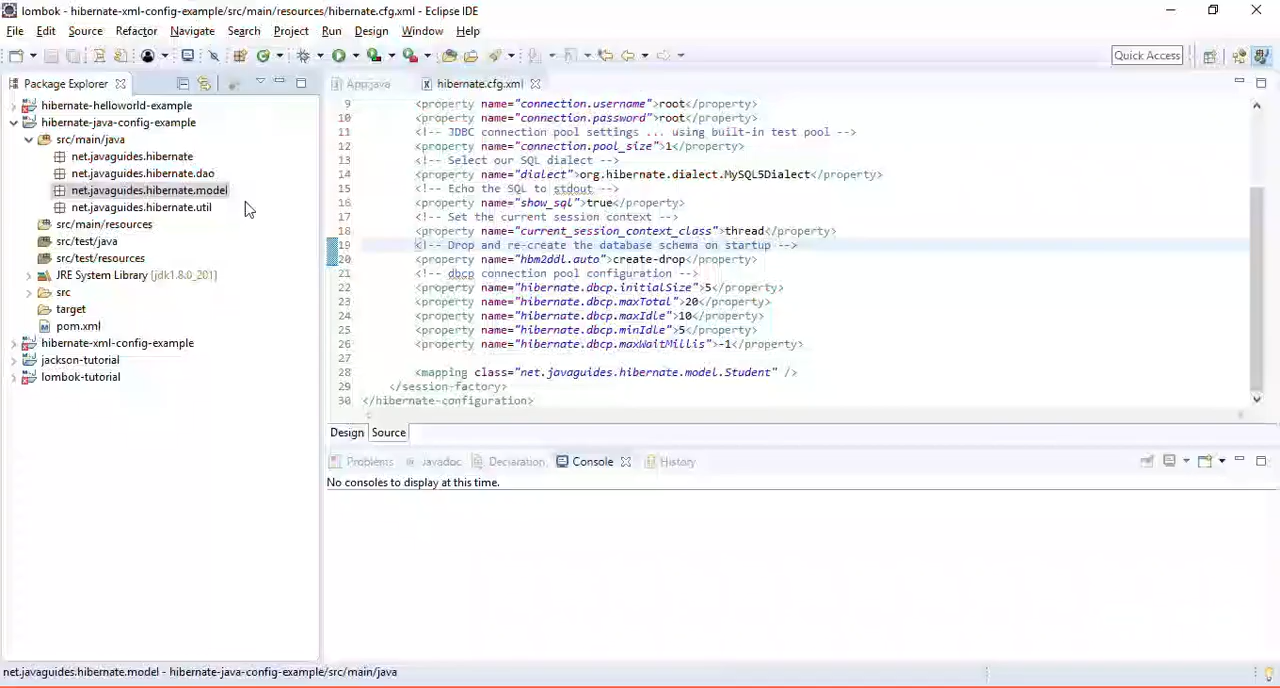 lombok - hibernate-xml-config-example/src/main/resources/hibernate.cfg.xml - Eclipse IDE
File Edit Source Refactor Navigate Search Project Run Design Window Help
Quick Access
Package Explorer
App.java hibernate.cfg.xml
hibernate-helloworld-example
hibernate-java-config-example
src/main/java
net.javaguides.hibernate
net.javaguides.hibernate.dao
net.javaguides.hibernate.model
net.javaguides.hibernate.util
src/main/resources
src/test/java
src/test/resources
JRE System Library [jdk1.8.0_201]
src
target
pom.xml
hibernate-xml-config-example
jackson-tutorial
lombok-tutorial
9 <property name="connection.username">root</property>
10 <property name="connection.password">root</property>
11 <!-- JDBC connection pool settings ... using built-in test pool -->
12 <property name="connection.pool_size">1</property>
13 <!-- Select our SQL dialect -->
14 <property name="dialect">org.hibernate.dialect.MySQL5Dialect</property>
15 <!-- Echo the SQL to stdout -->
16 <property name="show_sql">true</property>
17 <!-- Set the current session context -->
18 <property name="current_session_context_class">thread</property>
19 <!-- Drop and re-create the database schema on startup -->
20 <property name="hbm2ddl.auto">create-drop</property>
21 <!-- dbcp connection pool configuration -->
22 <property name="hibernate.dbcp.initialSize">5</property>
23 <property name="hibernate.dbcp.maxTotal">20</property>
24 <property name="hibernate.dbcp.maxIdle">10</property>
25 <property name="hibernate.dbcp.minIdle">5</property>
26 <property name="hibernate.dbcp.maxWaitMillis">-1</property>
27
28 <mapping class="net.javaguides.hibernate.model.Student" />
29 </session-factory>
30 </hibernate-configuration>
Design Source
Problems Javadoc Declaration Console History
No consoles to display at this time.
net.javaguides.hibernate.model - hibernate-java-config-example/src/main/java